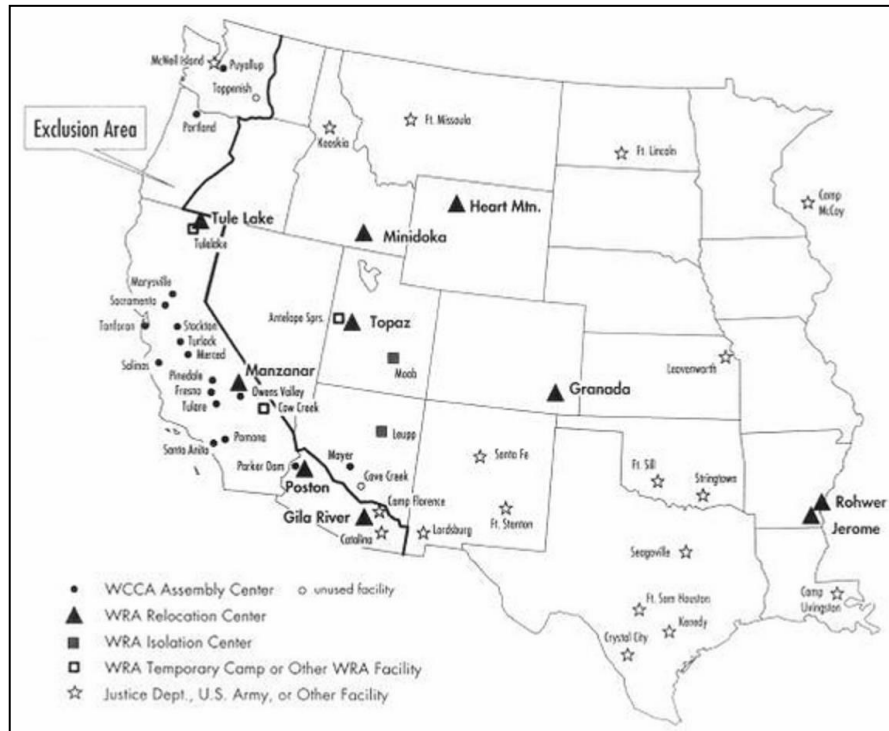 McNeil Island
Puyallup
Toppenish
Portland
Exclusion Area
Kooskia
Ft. Missoula
Ft. Lincoln
Camp
McCoy
Heart Mtn.
Tule Lake
Tulelake
Minidoka
Marysville
Sacramento
Tanforan
Stockton
Turlock
Merced
Salinas
Pinedale
Fresno
Tulare
Manzanar
Owens Valley
Cow Creek
Antelope Sprs.
Topaz
Moab
Granada
Leavenworth
Santa Anita
Pomona
Parker Dam
Poston
Mayer
Cave Creek
Leupp
Camp Florence
Gila River
Catalina
Lordsburg
Santa Fe
Ft. Stanton
Ft. Sill
Stringtown
Rohwer
Jerome
Seagoville
Ft. Sam Houston
Kenedy
Crystal City
Camp
Livingston
WCCA Assembly Center
unused facility
WRA Relocation Center
WRA Isolation Center
WRA Temporary Camp or Other WRA Facility
Justice Dept., U.S. Army, or Other Facility